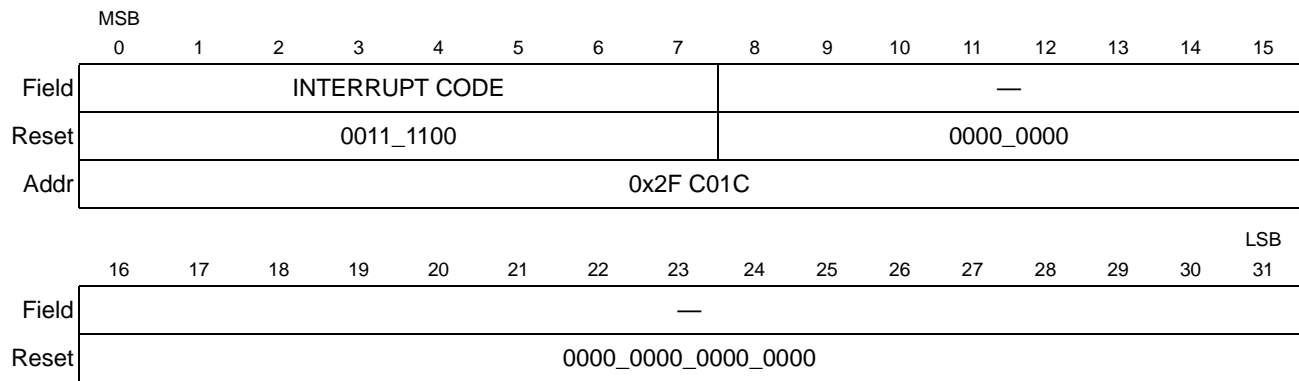 MSB
0 1 2 3 4 5 6 7 8 9 10 11 12 13 14 15
Field INTERRUPT CODE —
Reset 0011_1100 0000_0000
Addr 0x2F C01C
LSB
16 17 18 19 20 21 22 23 24 25 26 27 28 29 30 31
Field —
Reset 0000_0000_0000_0000